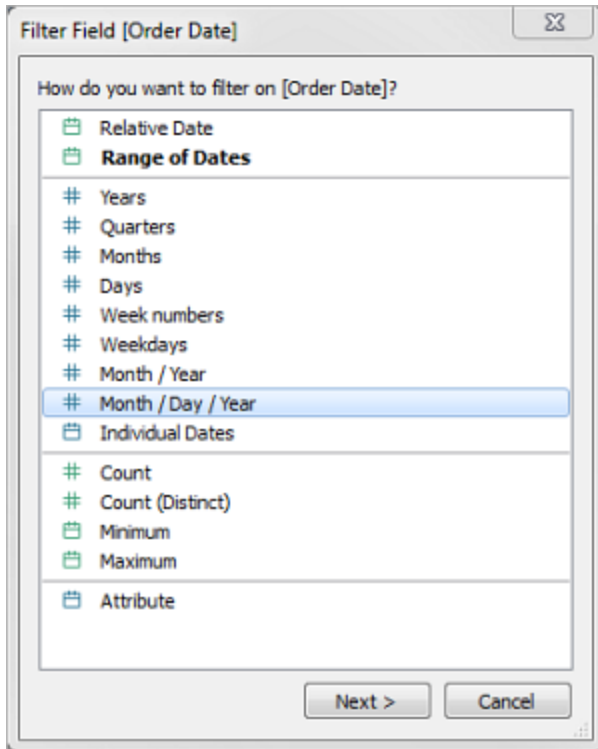 Filter Field [Order Date]
How do you want to filter on [Order Date]?
Relative Date
Range of Dates
Years
Quarters
Months
Days
Week numbers
Weekdays
Month / Year
Month / Day / Year
Individual Dates
Count
Count (Distinct)
Minimum
Maximum
Attribute
Next > Cancel